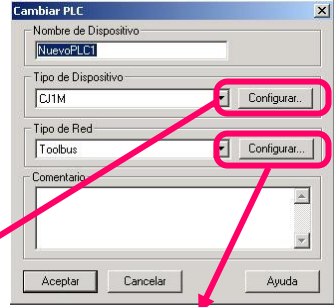 Cambiar PLC
Nombre de Dispositivo
NuevoPLC1
Tipo de Dispositivo
CJ1M
Configurar..
Tipo de Red
Toolbus
Configurar...
Comentario
Aceptar
Cancelar
Ayuda